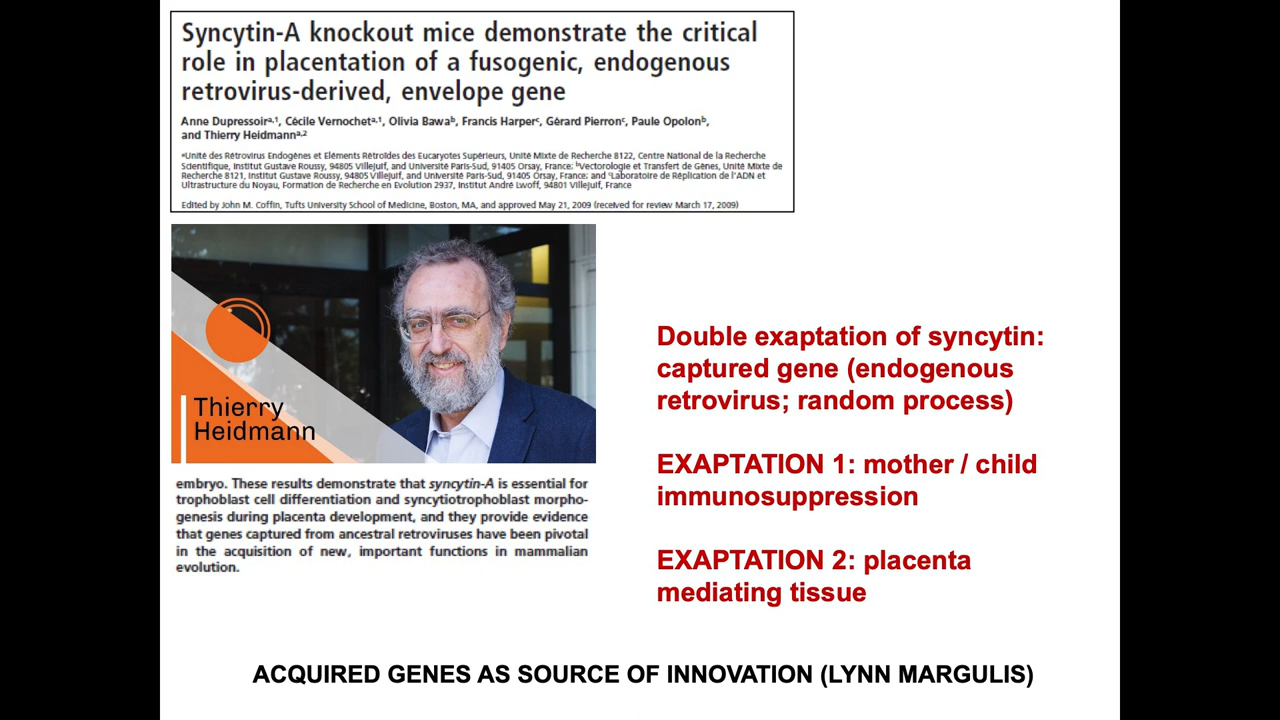 Syncytin-A knockout mice demonstrate the critical
role in placentation of a fusogenic, endogenous
retrovirus-derived, envelope gene
Anne Dupressoirᵃ,¹, Cécile Vernochetᵃ,¹, Olivia Bawaᵇ, Francis Harperᶜ, Gérard Pierronᶜ, Paule Opolonᵇ,
and Thierry Heidmannᵃ,²
ᵃUnité des Rétrovirus Endogènes et Eléments Rétroïdes des Eucaryotes Supérieurs, Unité Mixte de Recherche 8122, Centre National de la Recherche
Scientifique, Institut Gustave Roussy, 94805 Villejuif, and Université Paris-Sud, 91405 Orsay, France; ᵇVectorologie et Transfert de Gènes, Unité Mixte de
Recherche 8121, Institut Gustave Roussy, 94805 Villejuif, and Université Paris-Sud, 91405 Orsay, France; and ᶜLaboratoire de Réplication de l'ADN et
Ultrastructure du Noyau, Formation de Recherche en Evolution 2937, Institut André Lwoff, 94801 Villejuif, France
Edited by John M. Coffin, Tufts University School of Medicine, Boston, MA, and approved May 21, 2009 (received for review March 17, 2009)
Thierry
Heidmann
embryo. These results demonstrate that syncytin-A is essential for
trophoblast cell differentiation and syncytiotrophoblast morpho-
genesis during placenta development, and they provide evidence
that genes captured from ancestral retroviruses have been pivotal
in the acquisition of new, important functions in mammalian
evolution.
Double exaptation of syncytin:
captured gene (endogenous
retrovirus; random process)
EXAPTATION 1: mother / child
immunosuppression
EXAPTATION 2: placenta
mediating tissue
ACQUIRED GENES AS SOURCE OF INNOVATION (LYNN MARGULIS)